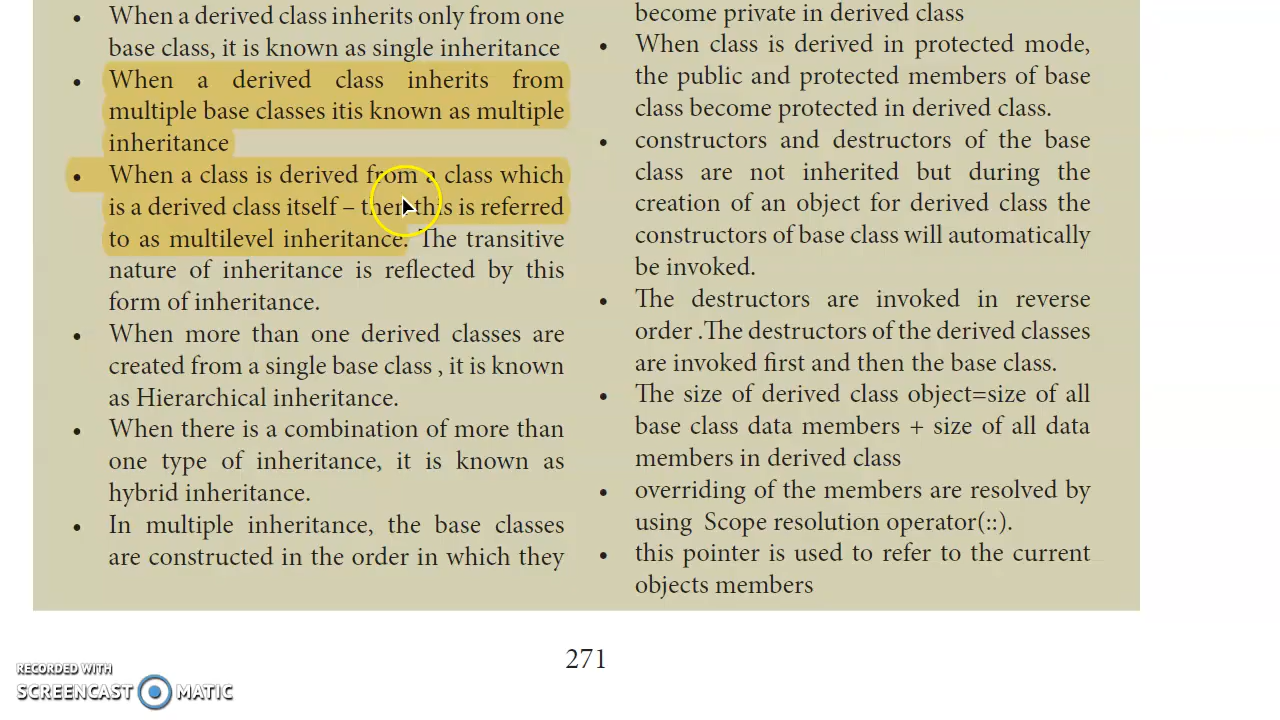 • When a derived class inherits only from one
base class, it is known as single inheritance
• When a derived class inherits from
multiple base classes itis known as multiple
inheritance
• When a class is derived from a class which
is a derived class itself – then this is referred
to as multilevel inheritance. The transitive
nature of inheritance is reflected by this
form of inheritance.
• When more than one derived classes are
created from a single base class , it is known
as Hierarchical inheritance.
• When there is a combination of more than
one type of inheritance, it is known as
hybrid inheritance.
• In multiple inheritance, the base classes
are constructed in the order in which they
become private in derived class
• When class is derived in protected mode,
the public and protected members of base
class become protected in derived class.
• constructors and destructors of the base
class are not inherited but during the
creation of an object for derived class the
constructors of base class will automatically
be invoked.
• The destructors are invoked in reverse
order .The destructors of the derived classes
are invoked first and then the base class.
• The size of derived class object=size of all
base class data members + size of all data
members in derived class
• overriding of the members are resolved by
using Scope resolution operator(::).
• this pointer is used to refer to the current
objects members
271
RECORDED WITH
SCREENCAST MATIC